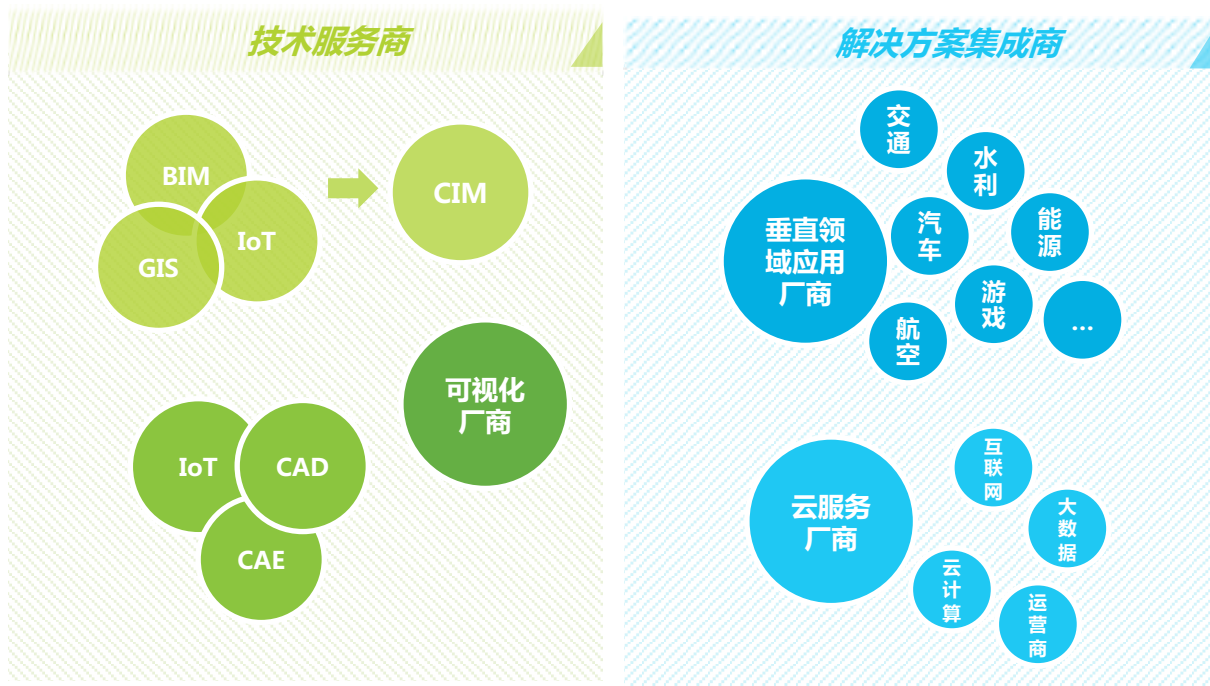 技术服务商
BIM
IoT
GIS
CIM
可视化
厂商
IoT
CAD
CAE
解决方案集成商
垂直领
域应用
厂商
交
通
水
利
汽
车
能
源
游
戏
航
空
...
云服务
厂商
互
联
网
大
数
据
云
计
算
运
营
商